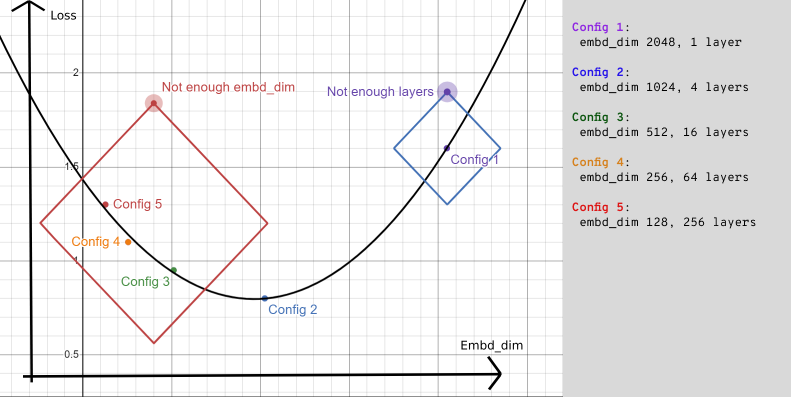 Loss
2
Not enough embd_dim
Not enough layers
1.5
Config 1
Config 5
Config 4
1
Config 3
Config 2
0.5
Embd_dim
Config 1:
embd_dim 2048, 1 layer
Config 2:
embd_dim 1024, 4 layers
Config 3:
embd_dim 512, 16 layers
Config 4:
embd_dim 256, 64 layers
Config 5:
embd_dim 128, 256 layers